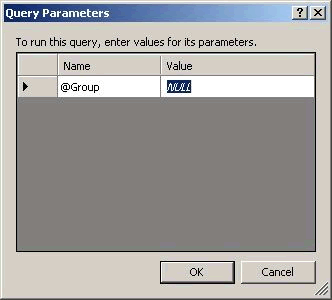 Query Parameters
To run this query, enter values for its parameters.
Name Value
@Group NULL
OK Cancel